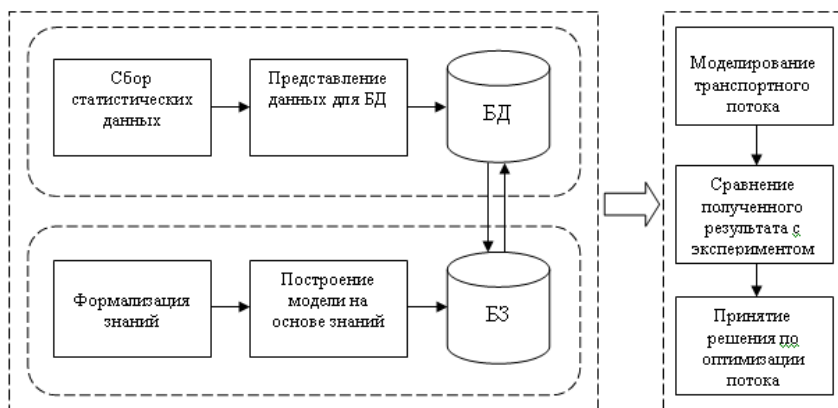 Сбор
статистических
данных
Представление
данных для БД
БД
Формализация
знаний
Построение
модели на
основе знаний
БЗ
Моделирование
транспортного
потока
Сравнение
полученного
результата с
экспериментом
Принятие
решения по
оптимизации
потока